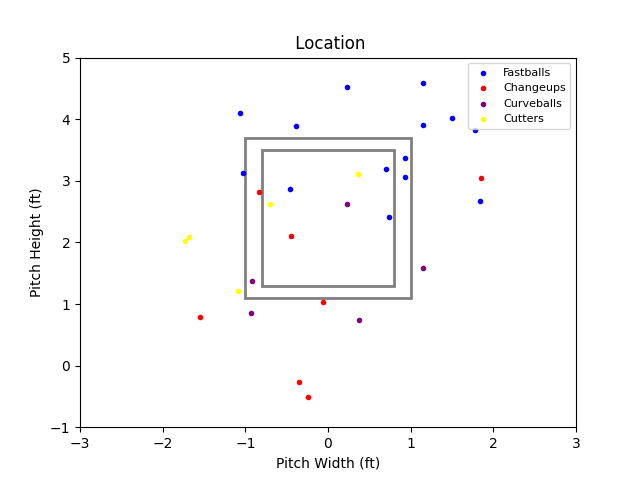 Location
Fastballs
Changeups
Curveballs
Cutters
5
4
3
2
1
0
−1
Pitch Height (ft)
−3 −2 −1 0 1 2 3
Pitch Width (ft)